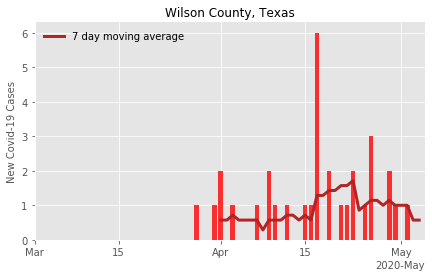 Wilson County, Texas
7 day moving average
New Covid-19 Cases
6
5
4
3
2
1
0
Mar
15
Apr
15
May
2020-May